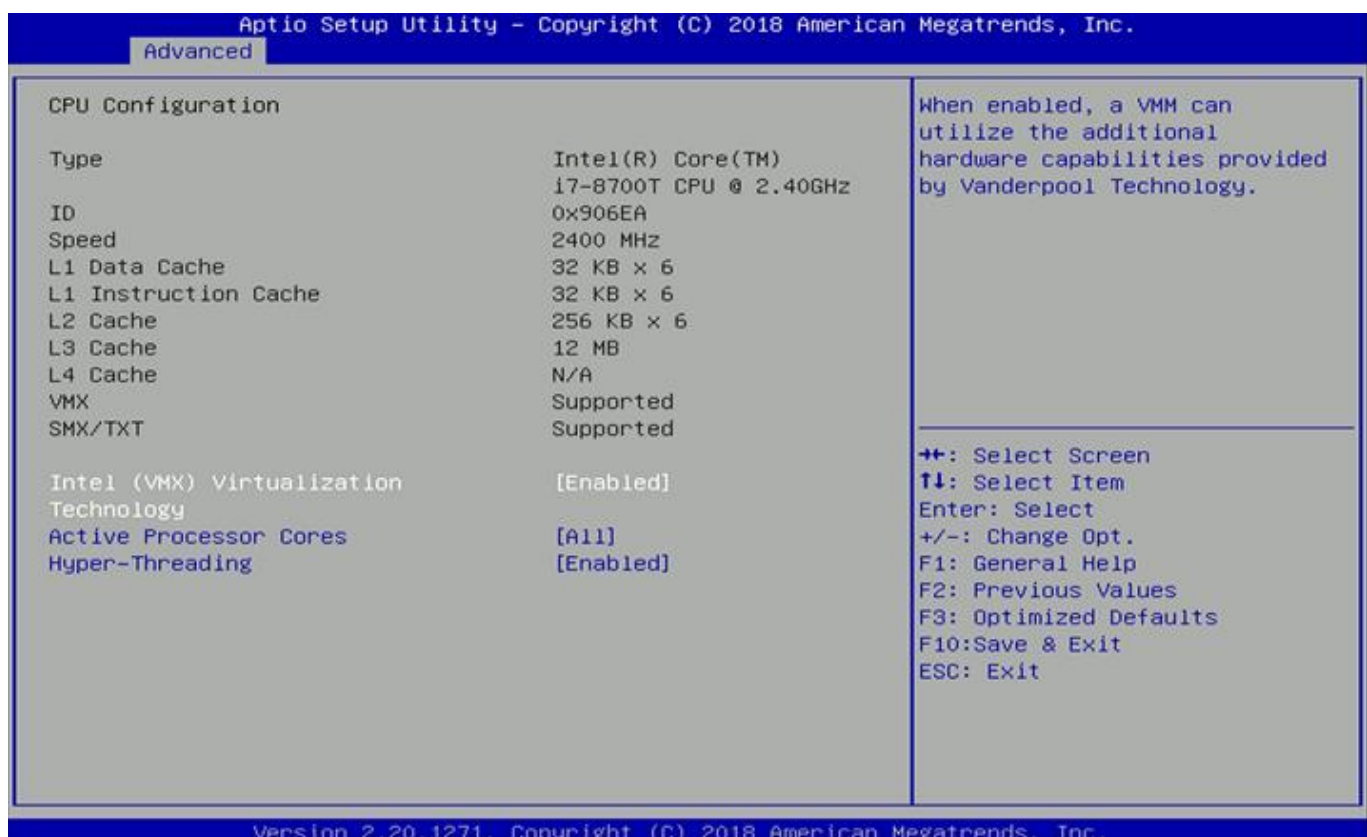 Aptio Setup Utility – Copyright (C) 2018 American Megatrends, Inc.
Advanced
CPU Configuration
Type Intel(R) Core(TM)
i7-8700T CPU @ 2.40GHz
ID 0x906EA
Speed 2400 MHz
L1 Data Cache 32 KB x 6
L1 Instruction Cache 32 KB x 6
L2 Cache 256 KB x 6
L3 Cache 12 MB
L4 Cache N/A
VMX Supported
SMX/TXT Supported
Intel (VMX) Virtualization [Enabled]
Technology
Active Processor Cores [All]
Hyper-Threading [Enabled]
When enabled, a VMM can
utilize the additional
hardware capabilities provided
by Vanderpool Technology.
→←: Select Screen
↑↓: Select Item
Enter: Select
+/-: Change Opt.
F1: General Help
F2: Previous Values
F3: Optimized Defaults
F10:Save & Exit
ESC: Exit
Version 2.20.1271. Copyright (C) 2018 American Megatrends, Inc.